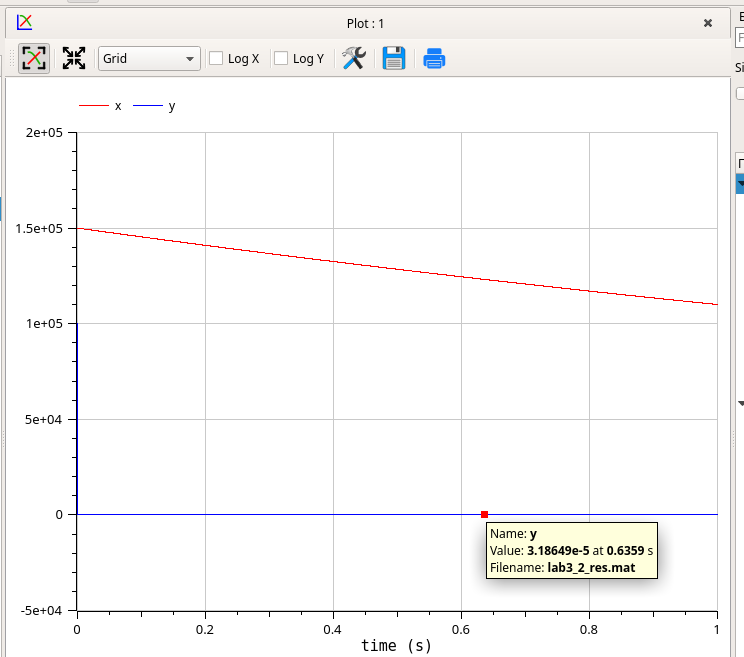 Plot : 1
Grid
Log X
Log Y
x
y
2e+05
1.5e+05
1e+05
5e+04
0
-5e+04
0
0.2
0.4
0.6
0.8
1
time (s)
Name: y
Value: 3.18649e-5 at 0.6359 s
Filename: lab3_2_res.mat